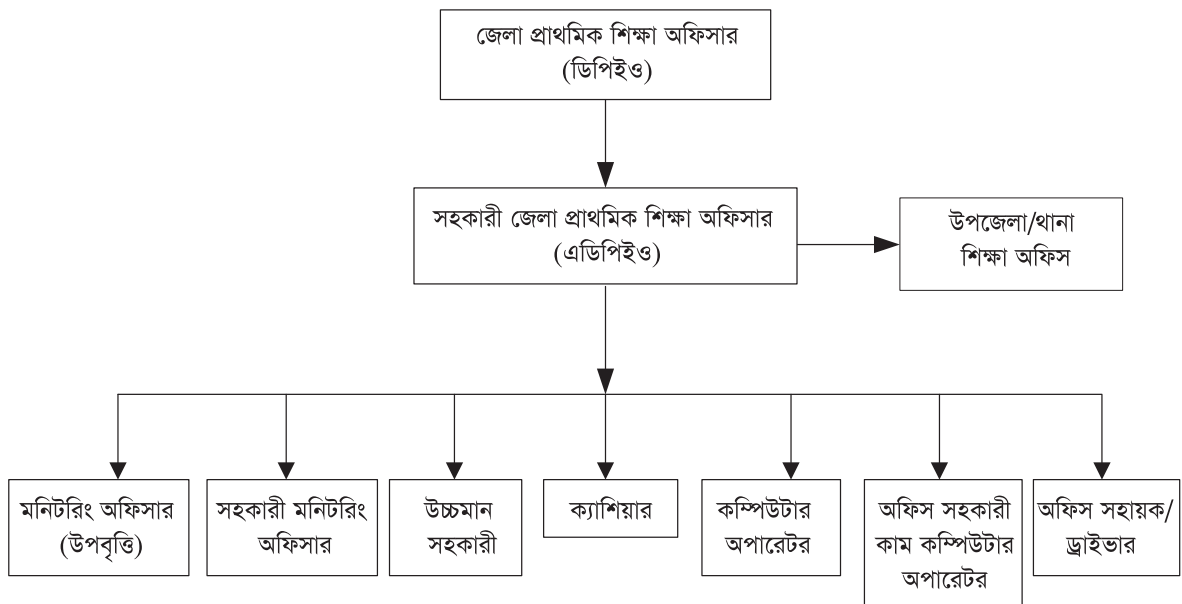 জেলা প্রাথমিক শিক্ষা অফিসার
(ডিপিইও)
সহকারী জেলা প্রাথমিক শিক্ষা অফিসার
(এডিপিইও)
উপজেলা/থানা
শিক্ষা অফিস
মনিটরিং অফিসার
(উপবৃত্তি)
সহকারী মনিটরিং
অফিসার
উচ্চমান
সহকারী
ক্যাশিয়ার
কম্পিউটার
অপারেটর
অফিস সহকারী
কাম কম্পিউটার
অপারেটর
অফিস সহায়ক/
ড্রাইভার